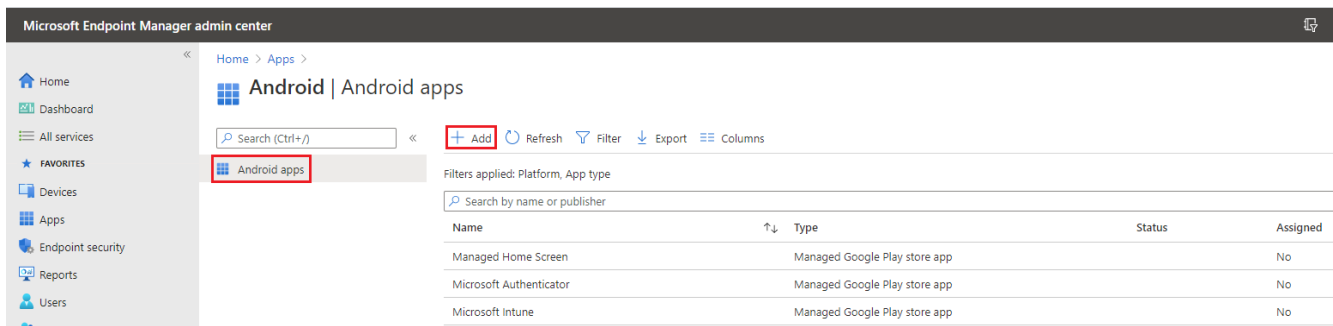 Microsoft Endpoint Manager admin center
«
Home
Dashboard
All services
FAVORITES
Devices
Apps
Endpoint security
Reports
Users
Home > Apps >
Android | Android apps
Search (Ctrl+/)
«
Android apps
+ Add Refresh Filter Export Columns
Filters applied: Platform, App type
Search by name or publisher
Name ↑↓ Type Status Assigned
Managed Home Screen Managed Google Play store app No
Microsoft Authenticator Managed Google Play store app No
Microsoft Intune Managed Google Play store app No